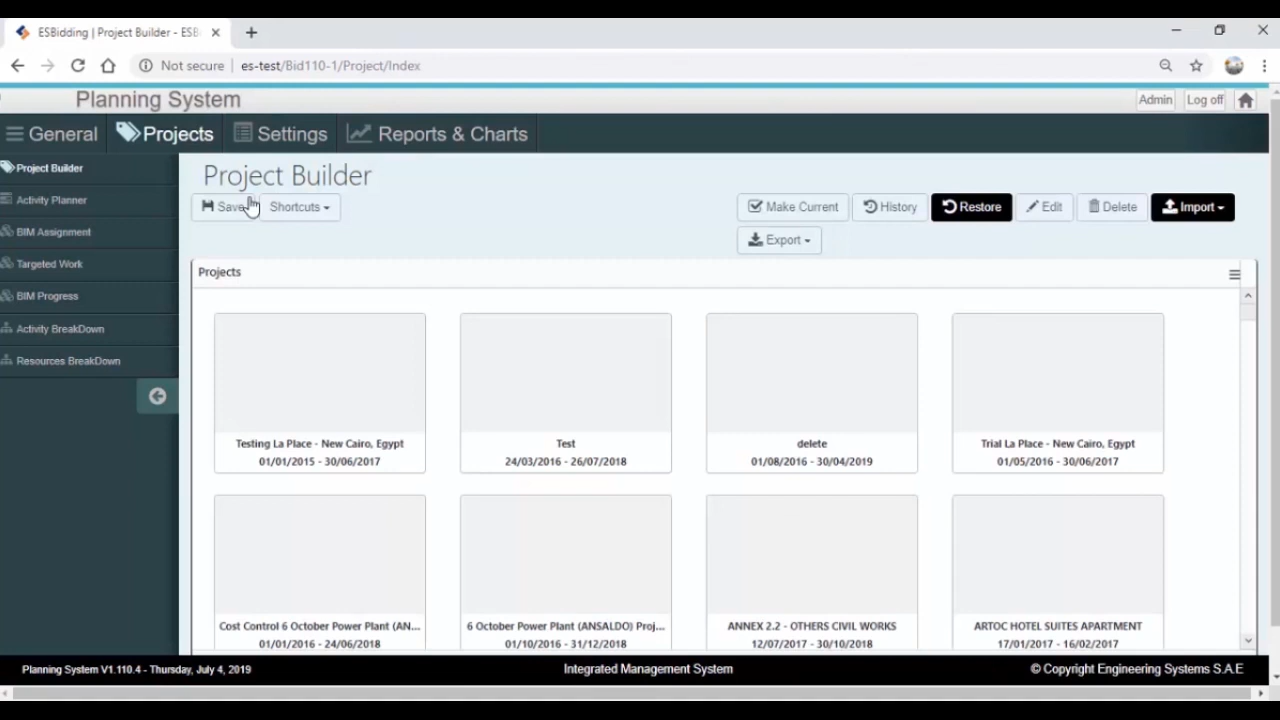 ESBidding | Project Builder - ESB
Not secure | es-test/Bid110-1/Project/Index
Planning System
Admin
Log off
General
Projects
Settings
Reports & Charts
Project Builder
Activity Planner
BIM Assignment
Targeted Work
BIM Progress
Activity BreakDown
Resources BreakDown
Project Builder
Save
Shortcuts
Make Current
History
Restore
Edit
Delete
Import
Export
Projects
Testing La Place - New Cairo, Egypt
01/01/2015 - 30/06/2017
Test
24/03/2016 - 26/07/2018
delete
01/08/2016 - 30/04/2019
Trial La Place - New Cairo, Egypt
01/05/2016 - 30/06/2017
Cost Control 6 October Power Plant (AN...
01/01/2016 - 24/06/2018
6 October Power Plant (ANSALDO) Proj...
01/10/2016 - 31/12/2018
ANNEX 2.2 - OTHERS CIVIL WORKS
12/07/2017 - 30/10/2018
ARTOC HOTEL SUITES APARTMENT
17/01/2017 - 16/02/2017
Planning System V1.110.4 - Thursday, July 4, 2019
Integrated Management System
© Copyright Engineering Systems S.A.E